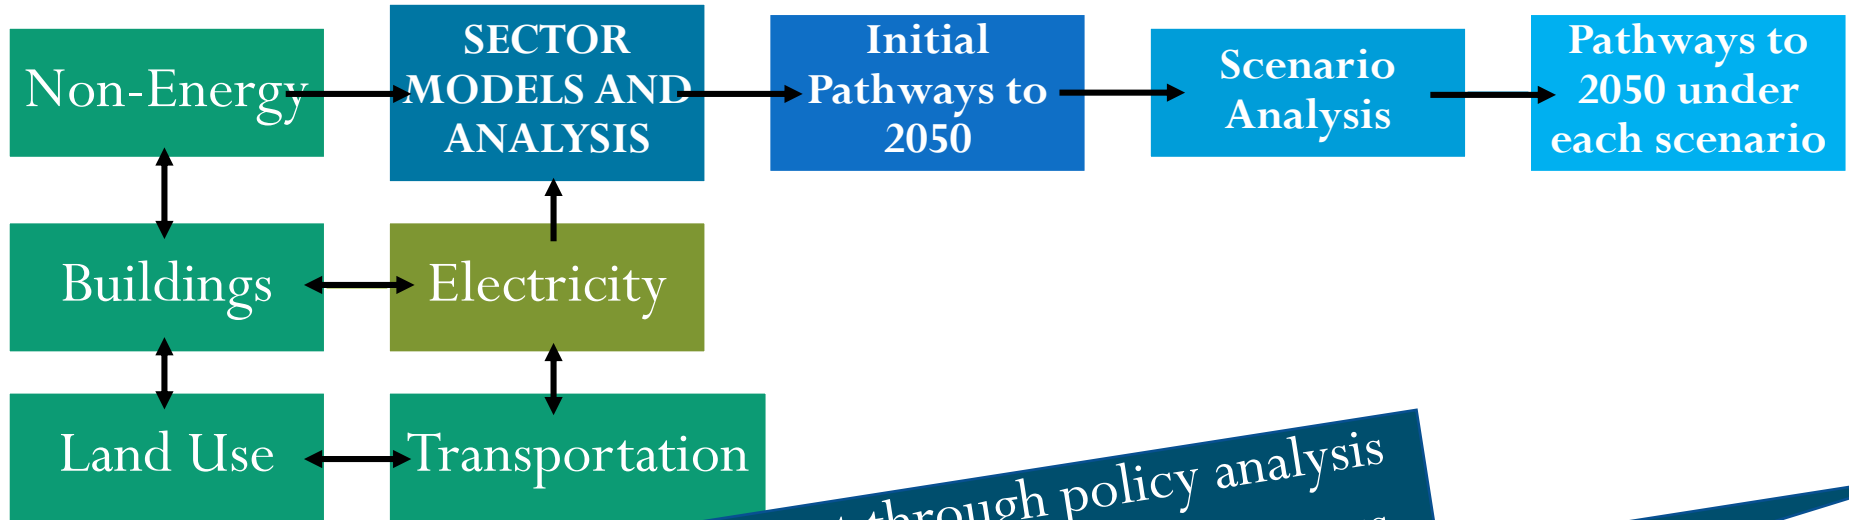 Non-Energy
SECTOR
MODELS AND
ANALYSIS
Initial
Pathways to
2050
Scenario
Analysis
Pathways to
2050 under
each scenario
Buildings
Electricity
Land Use
Transportation
through policy analysis